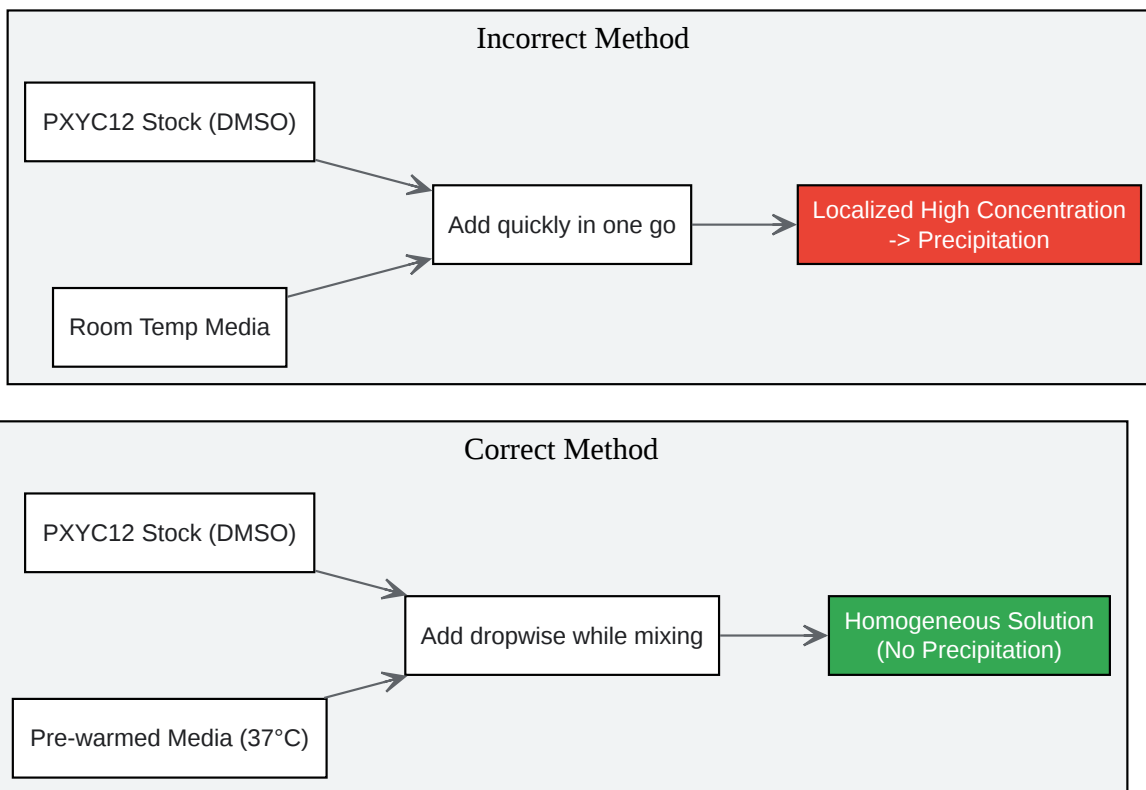 Incorrect Method
PXYC12 Stock (DMSO)
Room Temp Media
Add quickly in one go
Localized High Concentration
-> Precipitation
Correct Method
PXYC12 Stock (DMSO)
Pre-warmed Media (37°C)
Add dropwise while mixing
Homogeneous Solution
(No Precipitation)